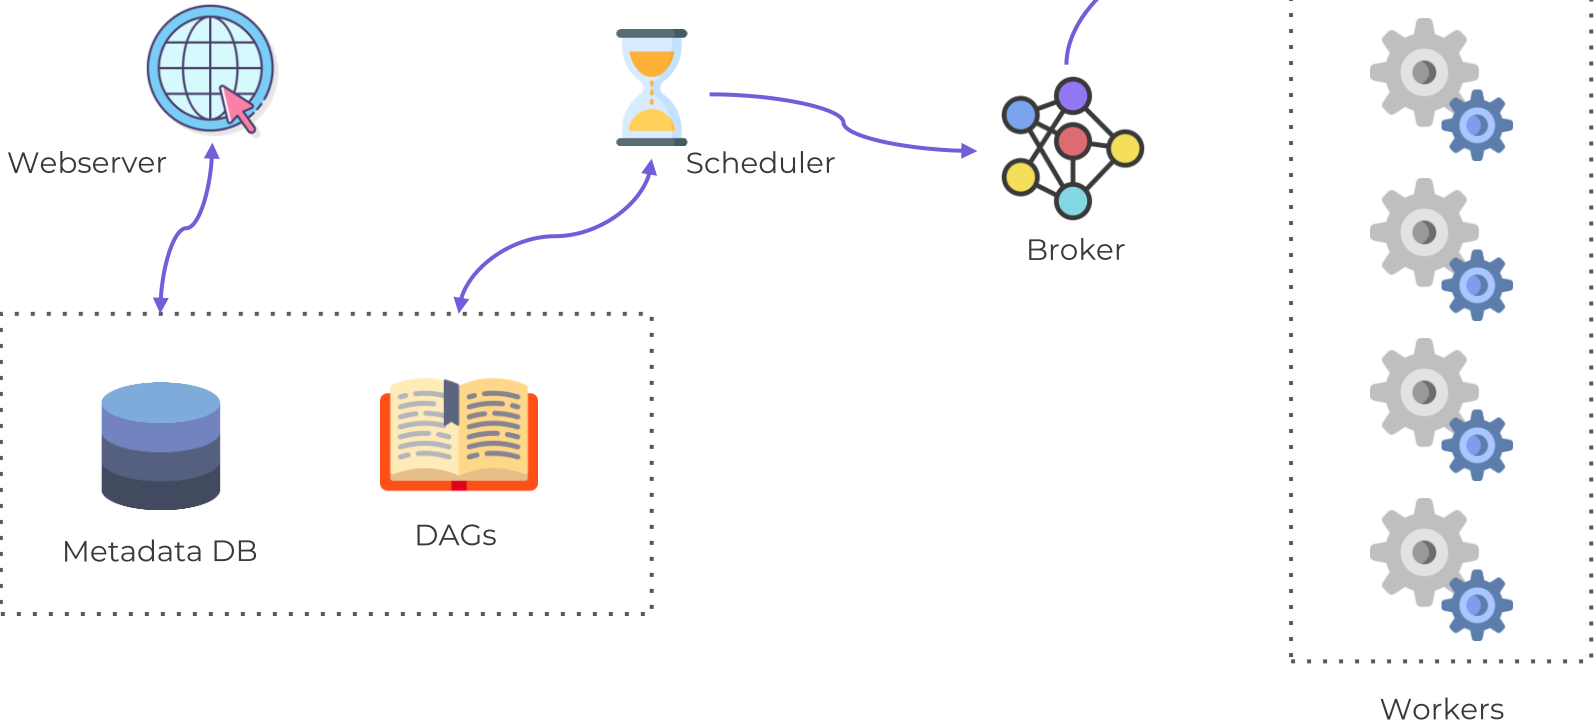 Webserver
Scheduler
Broker
Metadata DB
DAGs
Workers